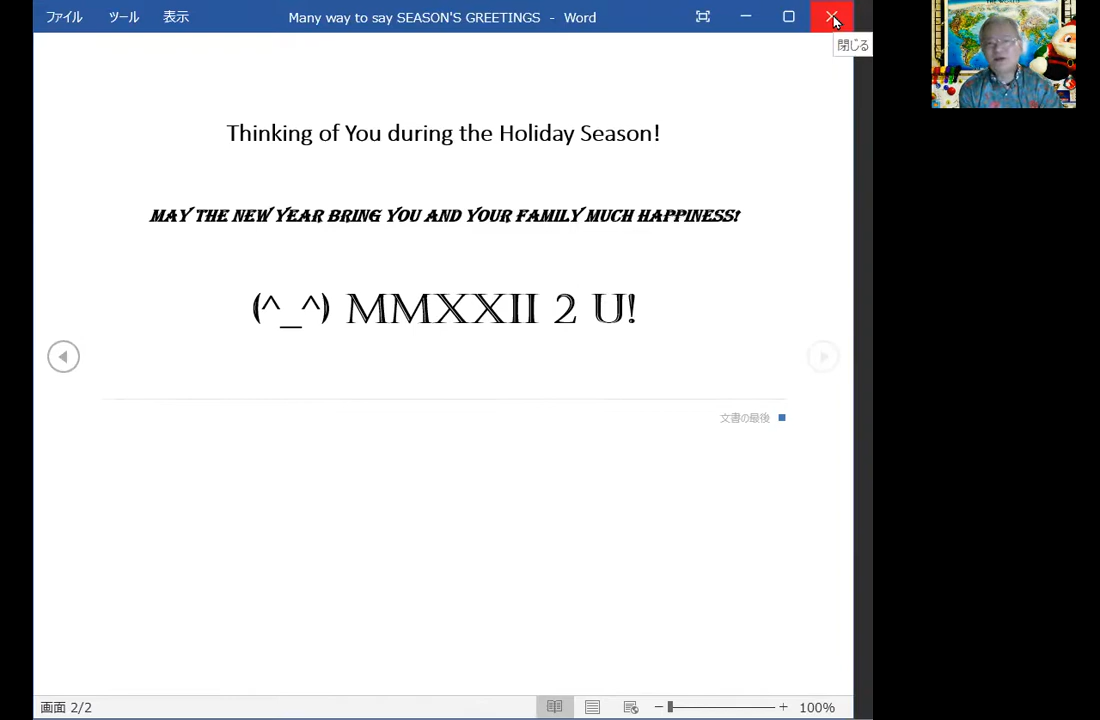 ファイル ツール 表示 Many way to say SEASON'S GREETINGS - Word
閉じる
Thinking of You during the Holiday Season!
MAY THE NEW YEAR BRING YOU AND YOUR FAMILY MUCH HAPPINESS!
(^_^) MMXXII 2 U!
文書の最後
画面 2/2 100%